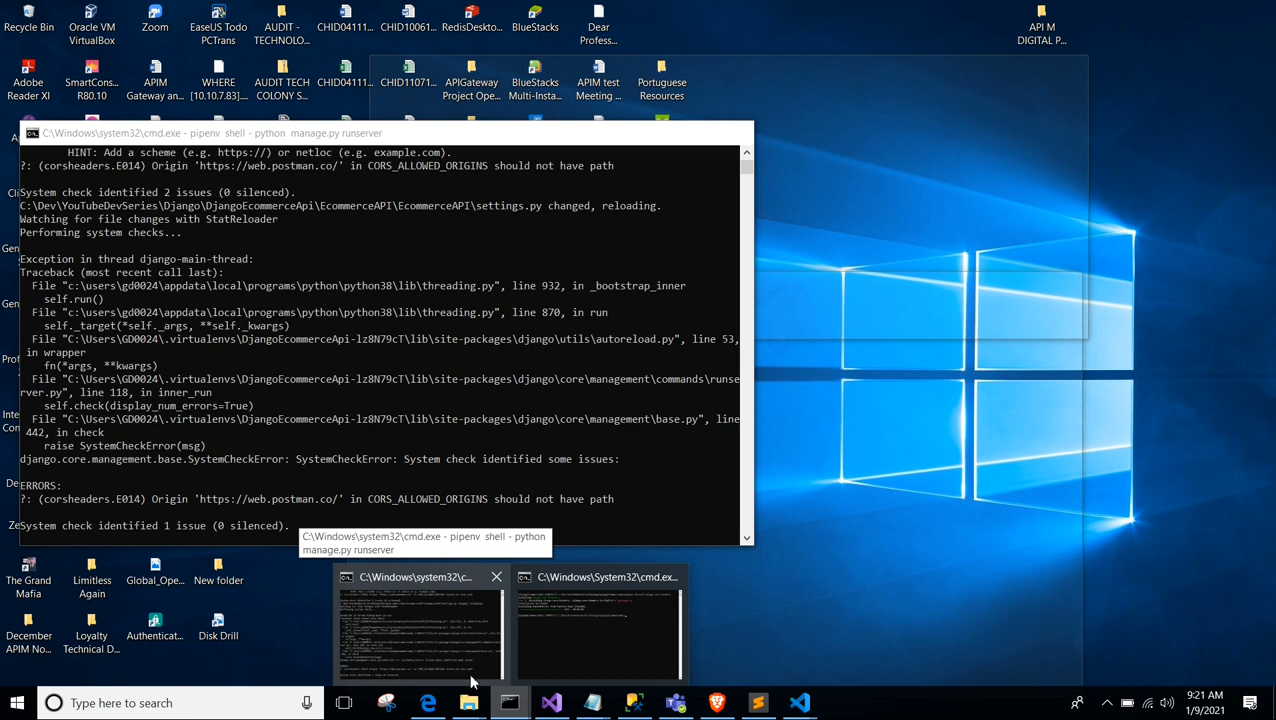 Recycle Bin
Oracle VM
VirtualBox
Zoom
EaseUS Todo
PCTrans
AUDIT -
TECHNOLO...
CHID04111...
CHID10061...
RedisDeskto...
BlueStacks
Dear
Profess...
API M
DIGITAL P...
Adobe
Reader XI
SmartCons...
R80.10
APIM
Gateway an...
WHERE
[10.10.7.83]...
AUDIT TECH
COLONY S...
CHID04111...
CHID11071...
APIGateway
Project Ope...
BlueStacks
Multi-Insta...
APIM test
Meeting ...
Portuguese
Resources
C:\Windows\system32\cmd.exe - pipenv shell - python manage.py runserver
HINT: Add a scheme (e.g. https://) or netloc (e.g. example.com).
?: (corsheaders.E014) Origin 'https://web.postman.co/' in CORS_ALLOWED_ORIGINS should not have path
System check identified 2 issues (0 silenced).
C:\Dev\YouTubeDevSeries\Django\DjangoEcommerceApi\EcommerceAPI\EcommerceAPI\settings.py changed, reloading.
Watching for file changes with StatReloader
Performing system checks...
Exception in thread django-main-thread:
Traceback (most recent call last):
File "c:\users\gd0024\appdata\local\programs\python\python38\lib\threading.py", line 932, in _bootstrap_inner
self.run()
File "c:\users\gd0024\appdata\local\programs\python\python38\lib\threading.py", line 870, in run
self._target(*self._args, **self._kwargs)
File "C:\Users\GD0024\.virtualenvs\DjangoEcommerceApi-lz8N79cT\lib\site-packages\django\utils\autoreload.py", line 53,
in wrapper
fn(*args, **kwargs)
File "C:\Users\GD0024\.virtualenvs\DjangoEcommerceApi-lz8N79cT\lib\site-packages\django\core\management\commands\runse
rver.py", line 118, in inner_run
self.check(display_num_errors=True)
File "C:\Users\GD0024\.virtualenvs\DjangoEcommerceApi-lz8N79cT\lib\site-packages\django\core\management\base.py", line
442, in check
raise SystemCheckError(msg)
django.core.management.base.SystemCheckError: SystemCheckError: System check identified some issues:
ERRORS:
?: (corsheaders.E014) Origin 'https://web.postman.co/' in CORS_ALLOWED_ORIGINS should not have path
System check identified 1 issue (0 silenced).
C:\Windows\system32\cmd.exe - pipenv shell - python
manage.py runserver
C:\Windows\system32\c...
C:\Windows\System32\cmd.ex...
The Grand
Mafia
Limitless
Global_Ope...
New folder
Type here to search
9:21 AM
1/9/2021